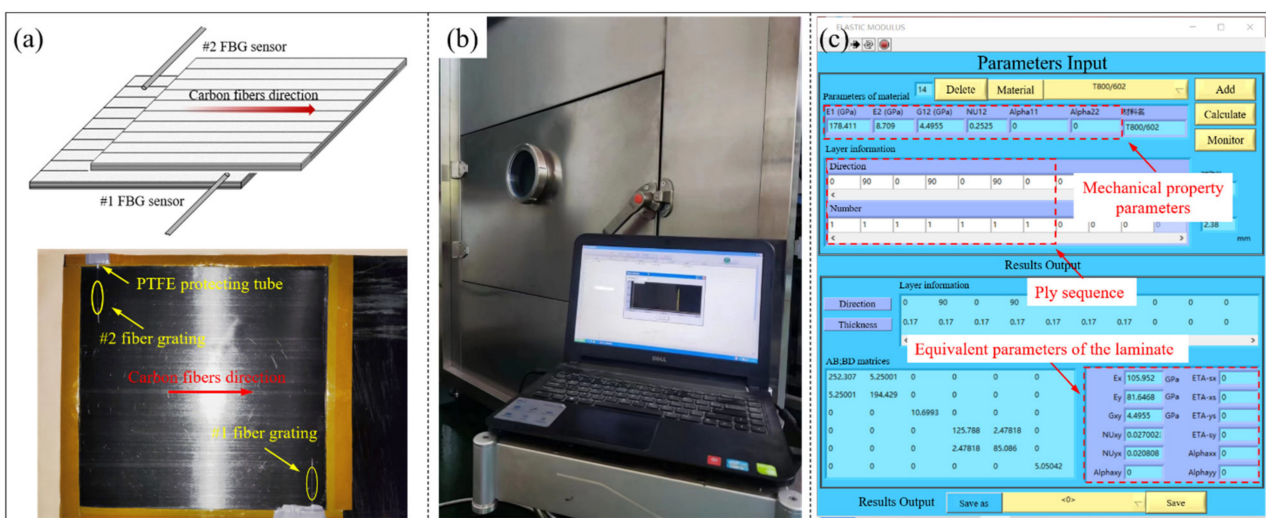 (a)
#2 FBG sensor
Carbon fibers direction
#1 FBG sensor
PTFE protecting tube
#2 fiber grating
Carbon fibers direction
#1 fiber grating
(b)
DELL
(c)
ELASTIC MODULUS
Parameters Input
Parameters of material 14 Delete Material T800/602 Add
E1 (GPa) E2 (GPa) G12 (GPa) NU12 Alpha11 Alpha22 材料名 Calculate
178.411 8.709 4.4955 0.2525 0 0 T800/602
Monitor
Layer information
Direction
0 90 0 90 0 90 0 0
Mechanical property
parameters
Number
1 1 1 1 1 1 1 0 0 0 0 2.38
mm
Results Output
Layer information
Ply sequence
Direction 0 90 0 90 0 0 0
Thickness 0.17 0.17 0.17 0.17 0.17 0.17 0.17 0 0
Equivalent parameters of the laminate
AB;BD matrices
252.307 5.25001 0 0 0 0
5.25001 194.429 0 0 0 0
0 0 10.6993 0 0 0
0 0 0 125.788 2.47818 0
0 0 0 2.47818 85.086 0
0 0 0 0 0 5.05042
Ex 105.952 GPa ETA-sx 0
Ey 81.6468 GPa ETA-xs 0
Gxy 4.4955 GPa ETA-ys 0
NUxy 0.027002 ETA-sy 0
NUyx 0.020808 Alphaxx 0
Alphaxy 0 Alphayy 0
Results Output Save as <0> Save